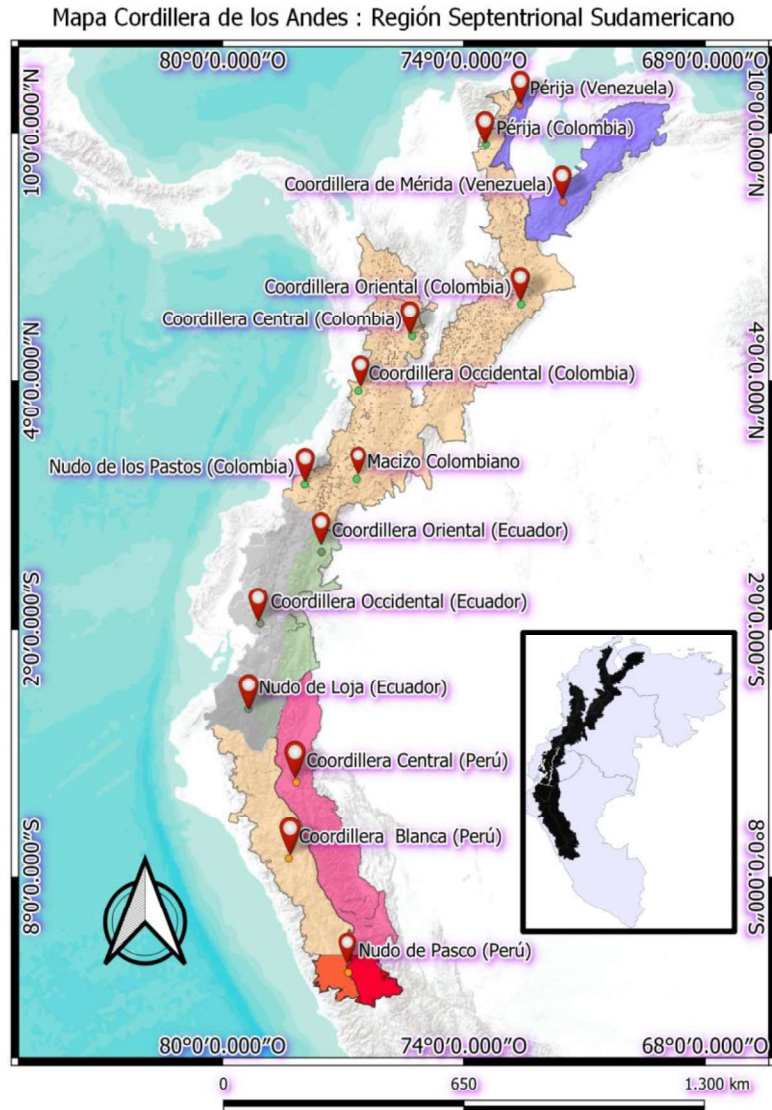 Mapa Cordillera de los Andes : Región Septentrional Sudamericano
80°0′0.000″O
74°0′0.000″O
68°0′0.000″O
10°0′0.000″N
10°0′0.000″N
Périja (Venezuela)
Périja (Colombia)
Coordillera de Mérida (Venezuela)
Coordillera Oriental (Colombia)
Coordillera Central (Colombia)
4°0′0.000″N
4°0′0.000″N
Coordillera Occidental (Colombia)
Nudo de los Pastos (Colombia)
Macizo Colombiano
Coordillera Oriental (Ecuador)
2°0′0.000″S
2°0′0.000″S
Coordillera Occidental (Ecuador)
Nudo de Loja (Ecuador)
Coordillera Central (Perú)
Coordillera Blanca (Perú)
8°0′0.000″S
8°0′0.000″S
Nudo de Pasco (Perú)
80°0′0.000″O
74°0′0.000″O
68°0′0.000″O
0
650
1.300 km